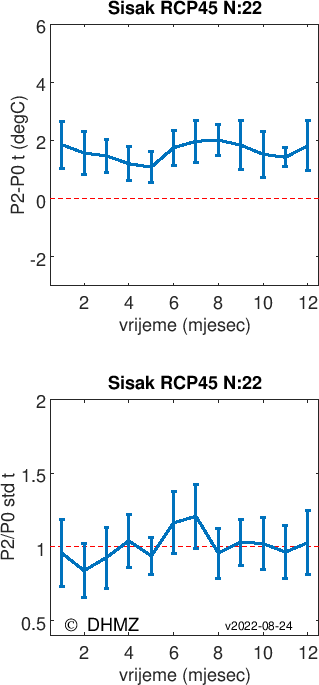 Sisak RCP45 N:22
6
4
2
0
-2
P2-P0 t (degC)
2 4 6 8 10 12
vrijeme (mjesec)
Sisak RCP45 N:22
2
1.5
1
0.5
P2/P0 std t
© DHMZ
v2022-08-24
2 4 6 8 10 12
vrijeme (mjesec)